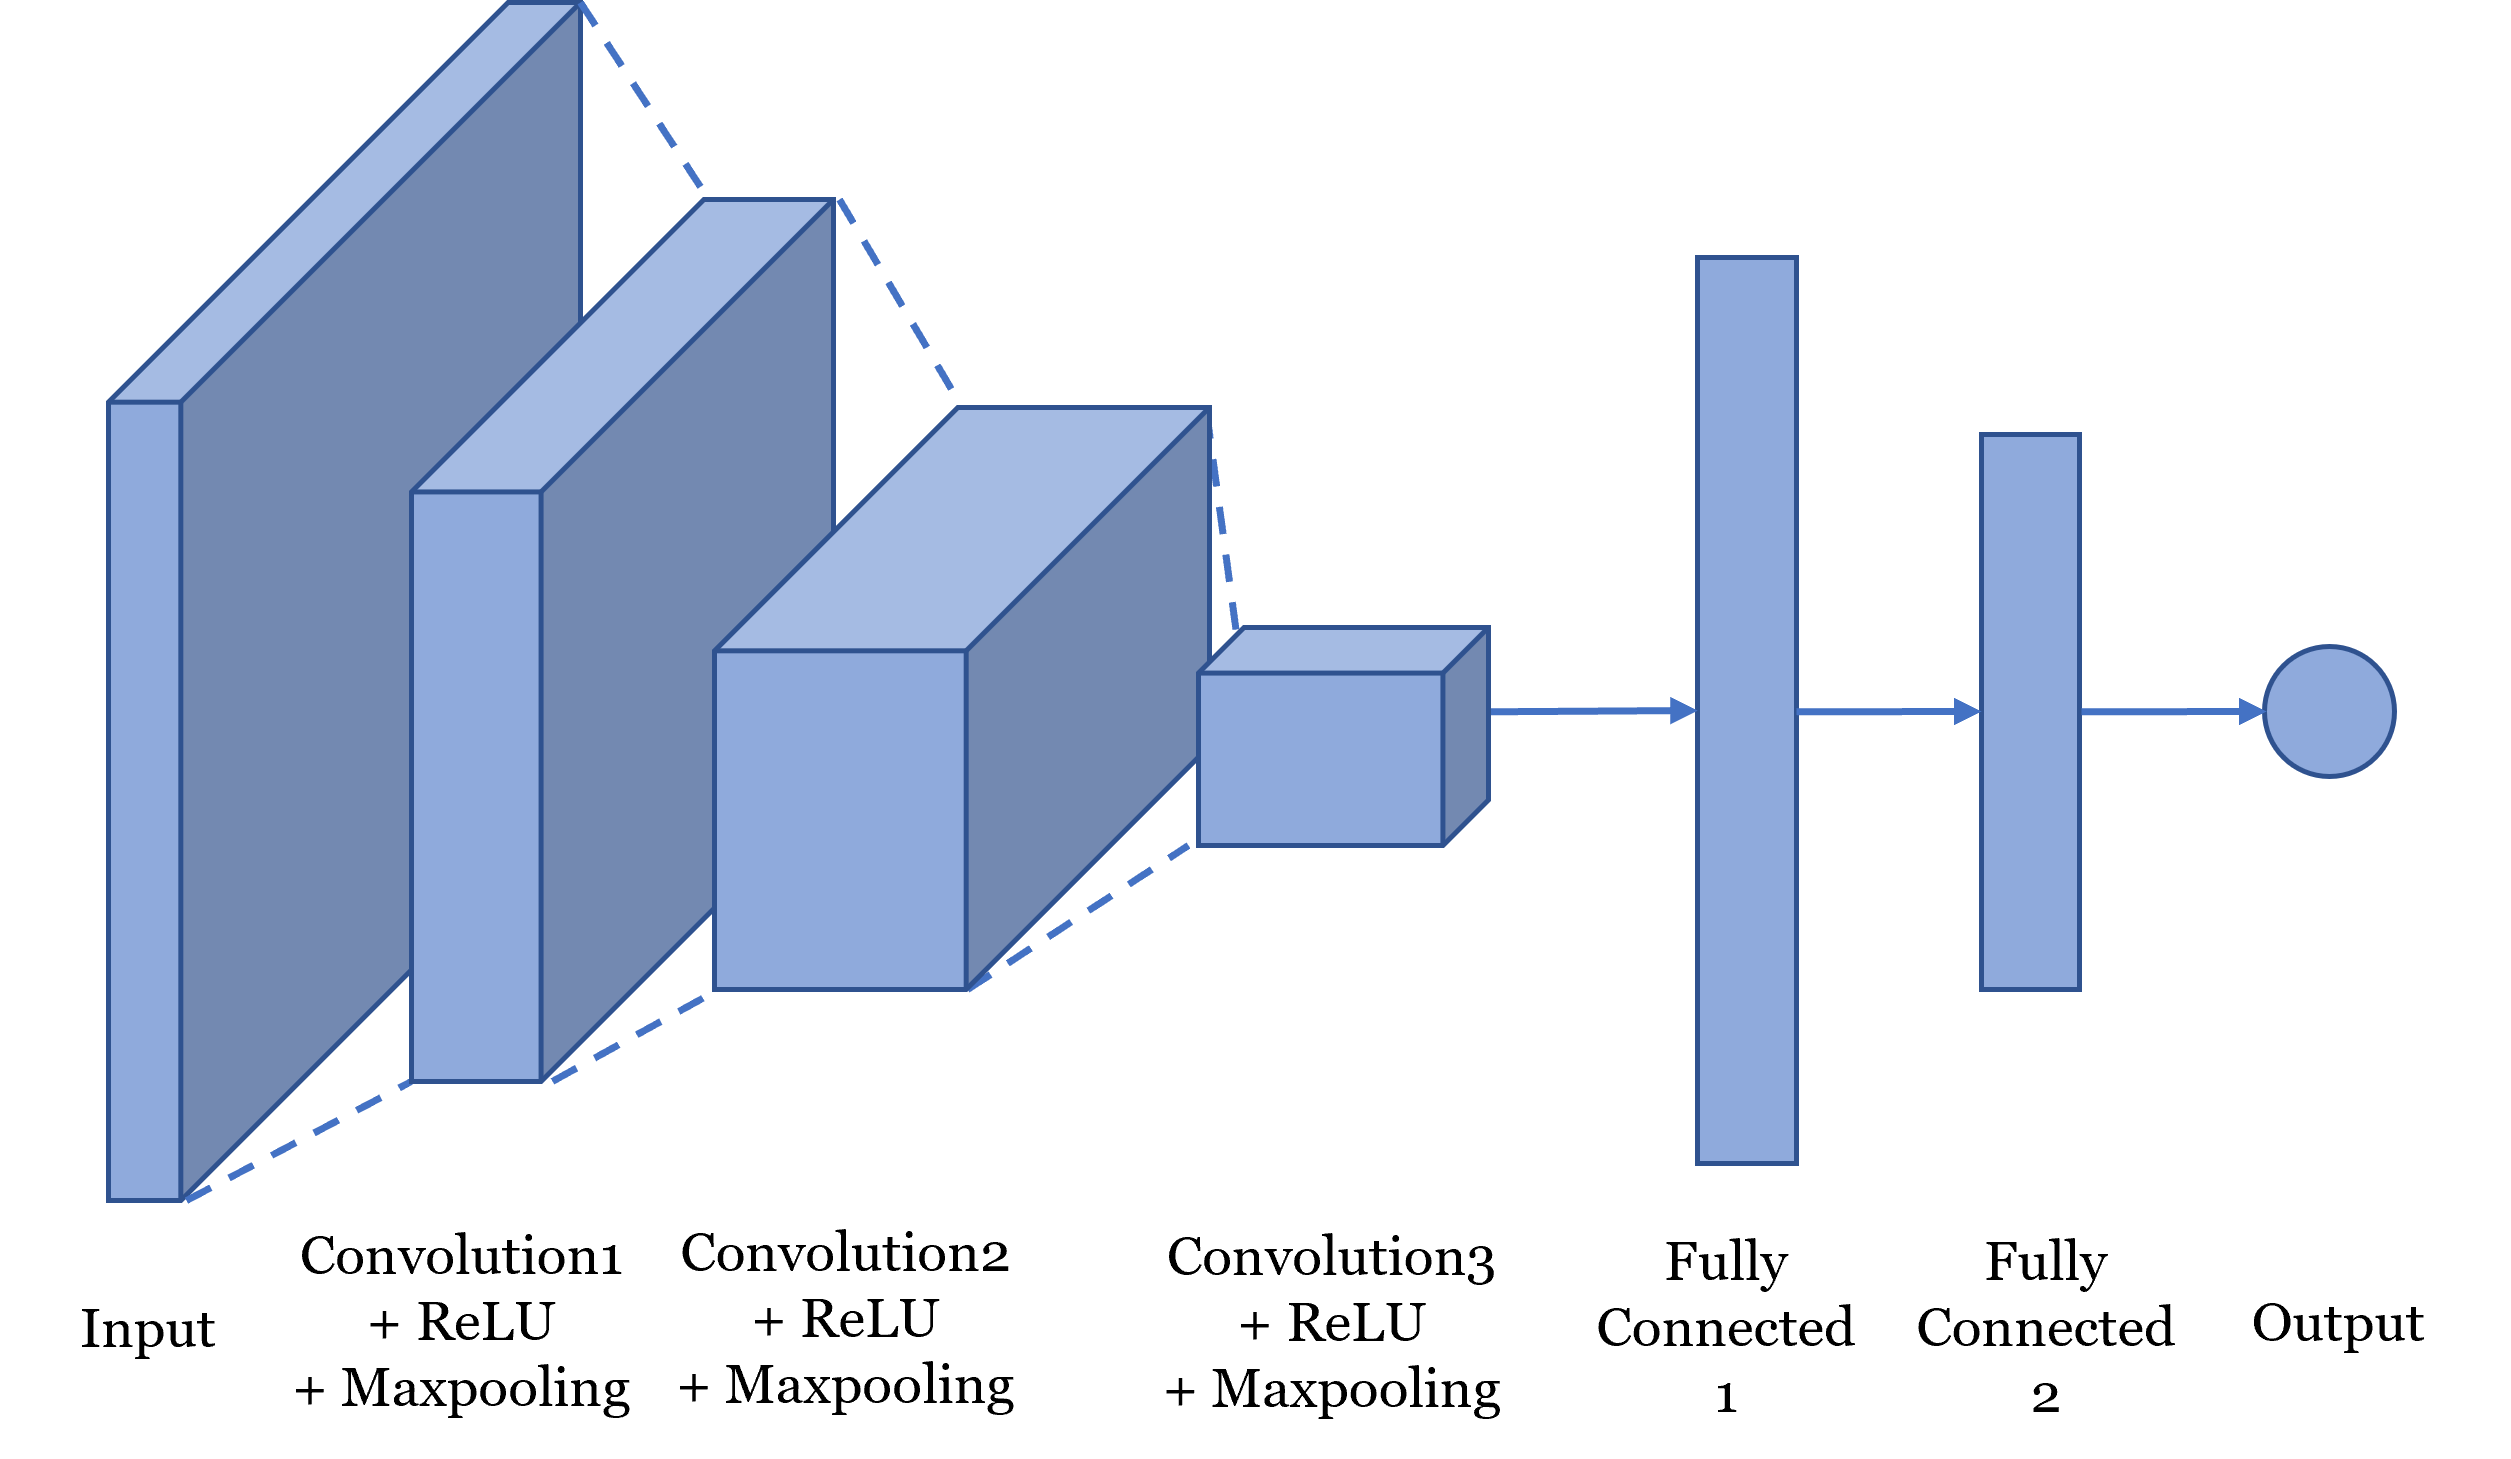 Input
Convolution1
+ ReLU
+ Maxpooling
Convolution2
+ ReLU
+ Maxpooling
Convolution3
+ ReLU
+ Maxpooling
Fully
Connected
1
Fully
Connected
2
Output